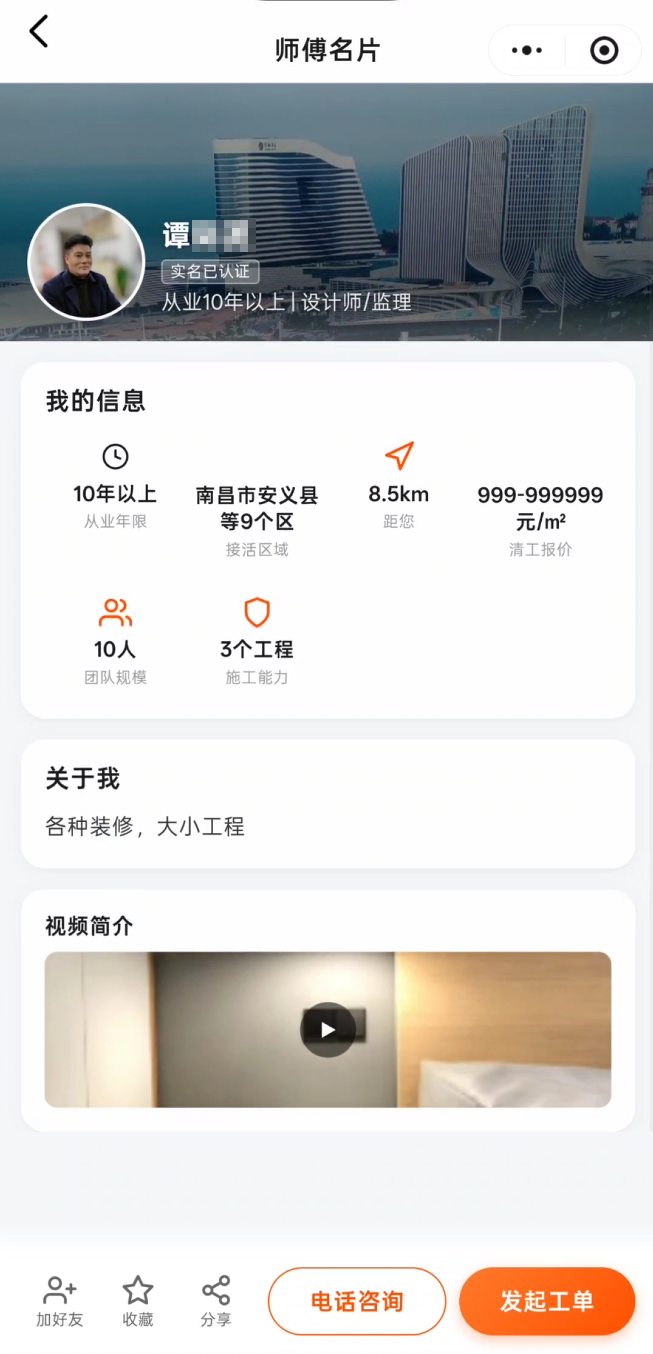 师傅名片
谭
实名已认证
从业10年以上 | 设计师/监理
我的信息
10年以上
从业年限
南昌市安义县
等9个区
接活区域
8.5km
距您
999-999999
元/m²
清工报价
10人
团队规模
3个工程
施工能力
关于我
各种装修，大小工程
视频简介
加好友
收藏
分享
电话咨询
发起工单